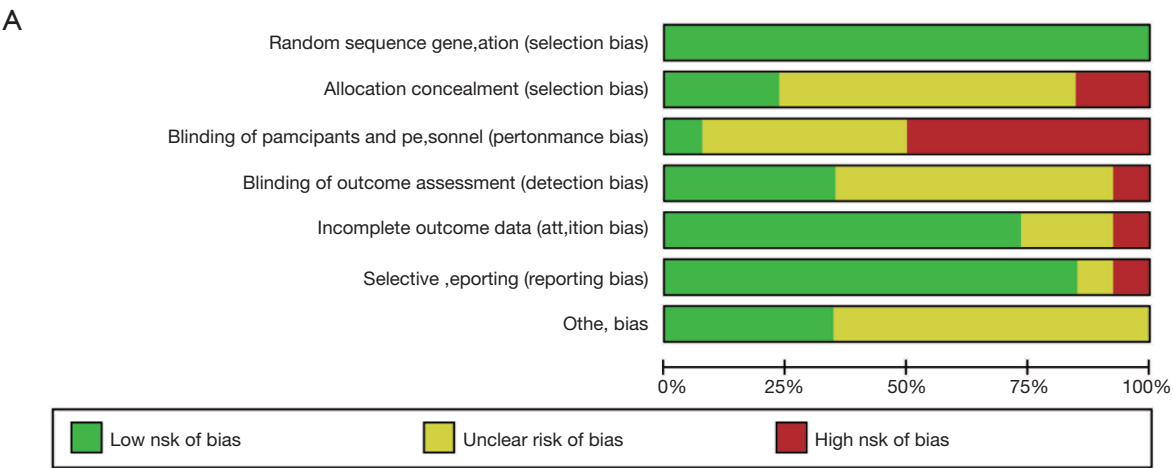 A
Random sequence gene,ation (selection bias)
Allocation concealment (selection bias)
Blinding of pamcipants and pe,sonnel (pertonmance bias)
Blinding of outcome assessment (detection bias)
Incomplete outcome data (att,ition bias)
Selective ,eporting (reporting bias)
Othe, bias
0% 25% 50% 75% 100%
Low nsk of bias Unclear risk of bias High nsk of bias